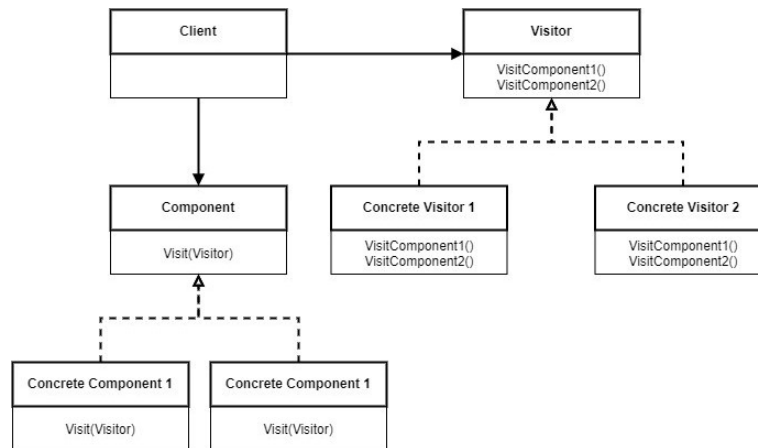 Client
Visitor
VisitComponent1()
VisitComponent2()
Component
Visit(Visitor)
Concrete Visitor 1
VisitComponent1()
VisitComponent2()
Concrete Visitor 2
VisitComponent1()
VisitComponent2()
Concrete Component 1
Visit(Visitor)
Concrete Component 1
Visit(Visitor)